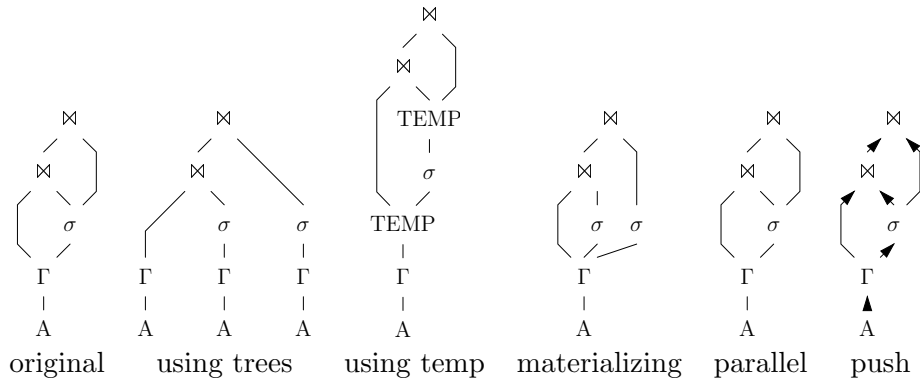 ⋈
⋈ ⋈ ⋈ ⋈ ⋈ ⋈
⋈ ⋈ TEMP ⋈ ⋈ ⋈
σ
σ σ σ TEMP σ σ σ σ
Γ Γ Γ Γ Γ Γ Γ Γ
A A A A A A A A
original using trees using temp materializing parallel push